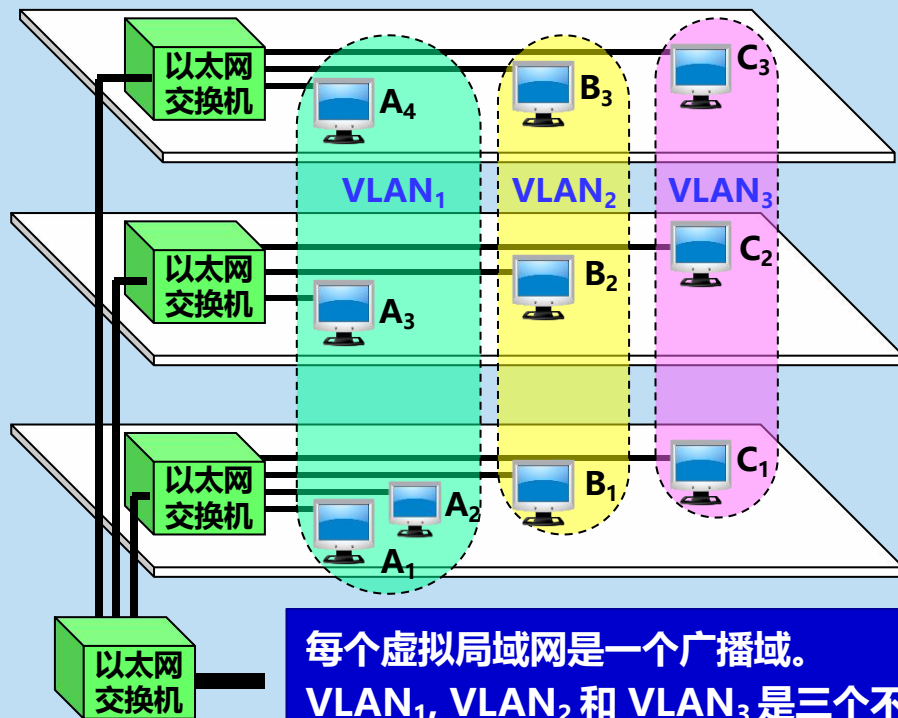 以太网
交换机
A₄
B₃
C₃
VLAN₁
VLAN₂
VLAN₃
以太网
交换机
A₃
B₂
C₂
以太网
交换机
A₁
A₂
B₁
C₁
以太网
交换机
每个虚拟局域网是一个广播域。
VLAN₁, VLAN₂ 和 VLAN₃ 是三个不